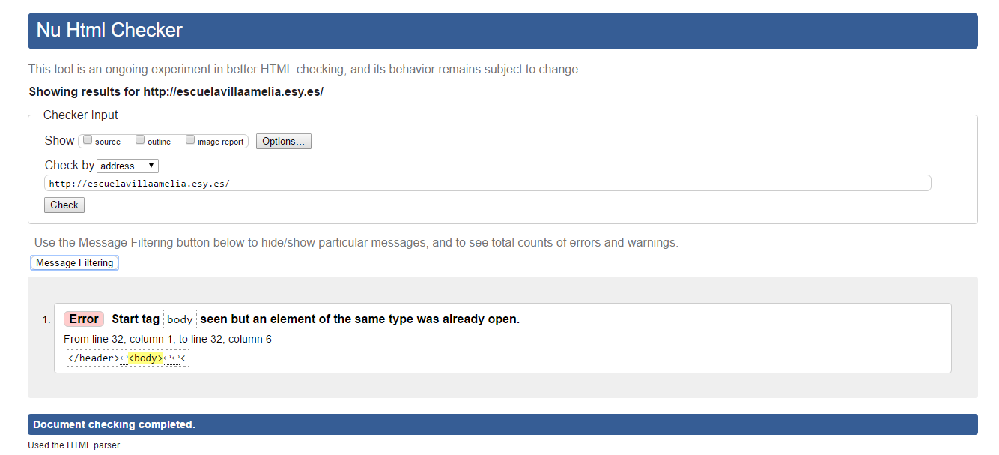 Nu Html Checker
This tool is an ongoing experiment in better HTML checking, and its behavior remains subject to change
Showing results for http://escuelavillaamelia.esy.es/
Checker Input
Show source outline image report Options...
Check by address ▼
http://escuelavillaamelia.esy.es/
Check
Use the Message Filtering button below to hide/show particular messages, and to see total counts of errors and warnings.
Message Filtering
1. Error Start tag body seen but an element of the same type was already open.
From line 32, column 1; to line 32, column 6
</header>↩<body>↩↩<
Document checking completed.
Used the HTML parser.